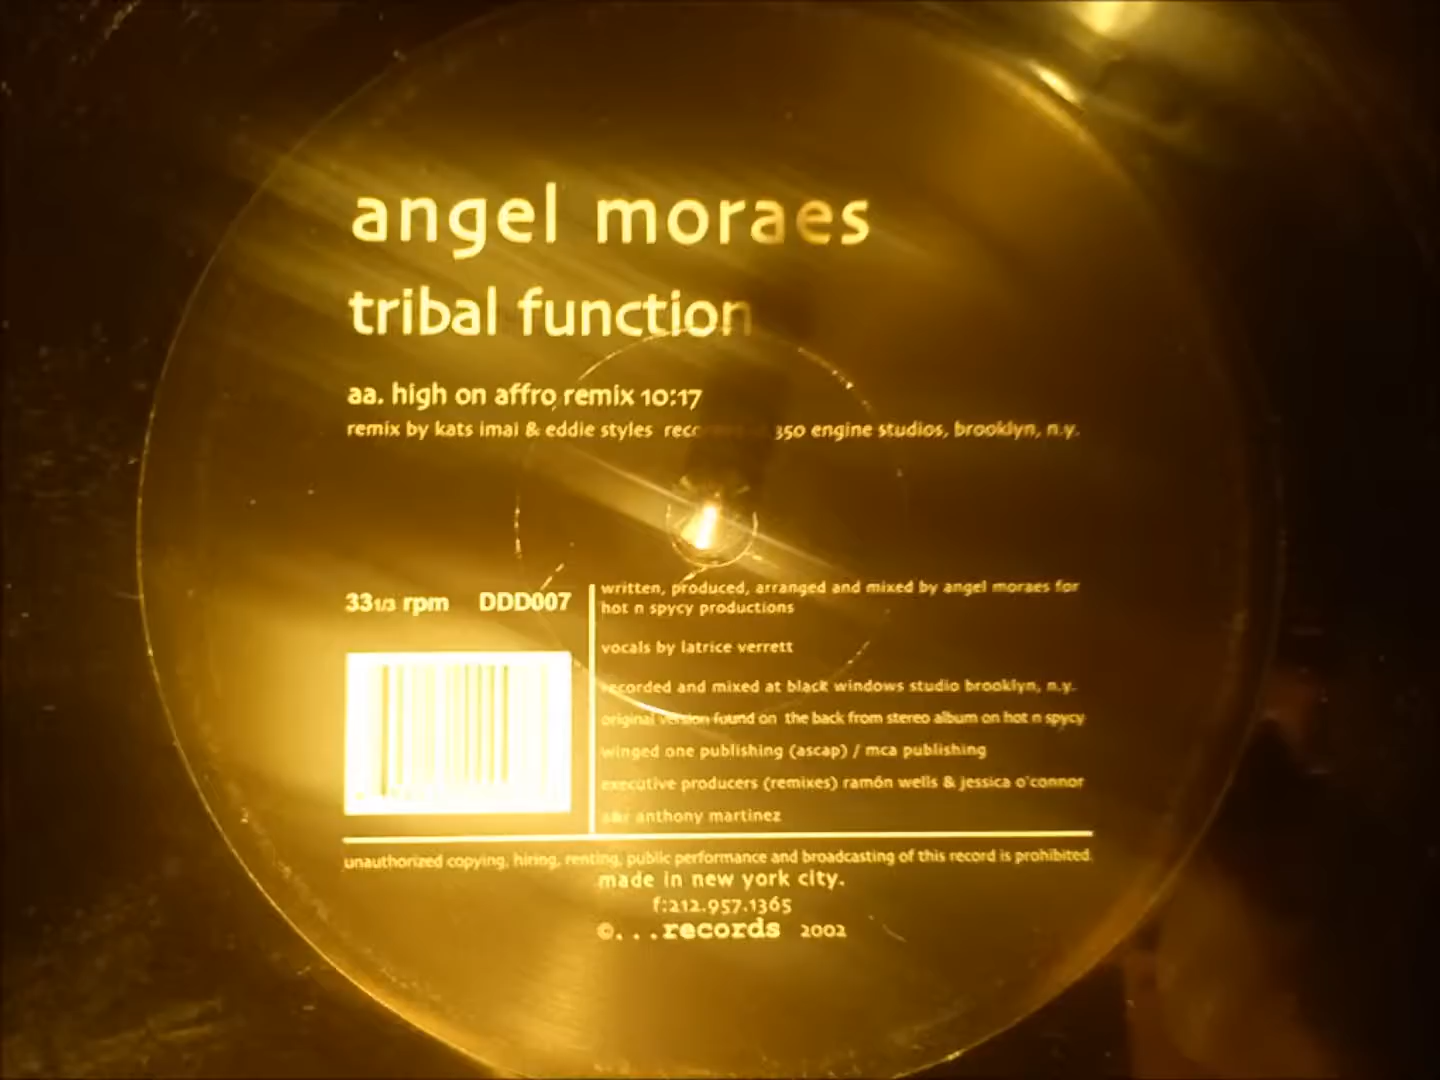 angel moraes
tribal function
aa. high on affro remix 10:17
remix by kats imai & eddie styles 350 engine studios, brooklyn, n.y.
33 1/3 rpm DDD007
written, produced, arranged and mixed by angel moraes for
hot n spycy productions
vocals by latrice verrett
recorded and mixed at black windows studio brooklyn, n.y.
original version found on the back from stereo album on hot n spycy
winged one publishing (ascap) / mca publishing
executive producers (remixes) ramón wells & jessica o'connor
anthony martinez
unauthorized copying, hiring, renting, public performance and broadcasting of this record is prohibited.
made in new york city.
f:212.957.1365
©...records 2002